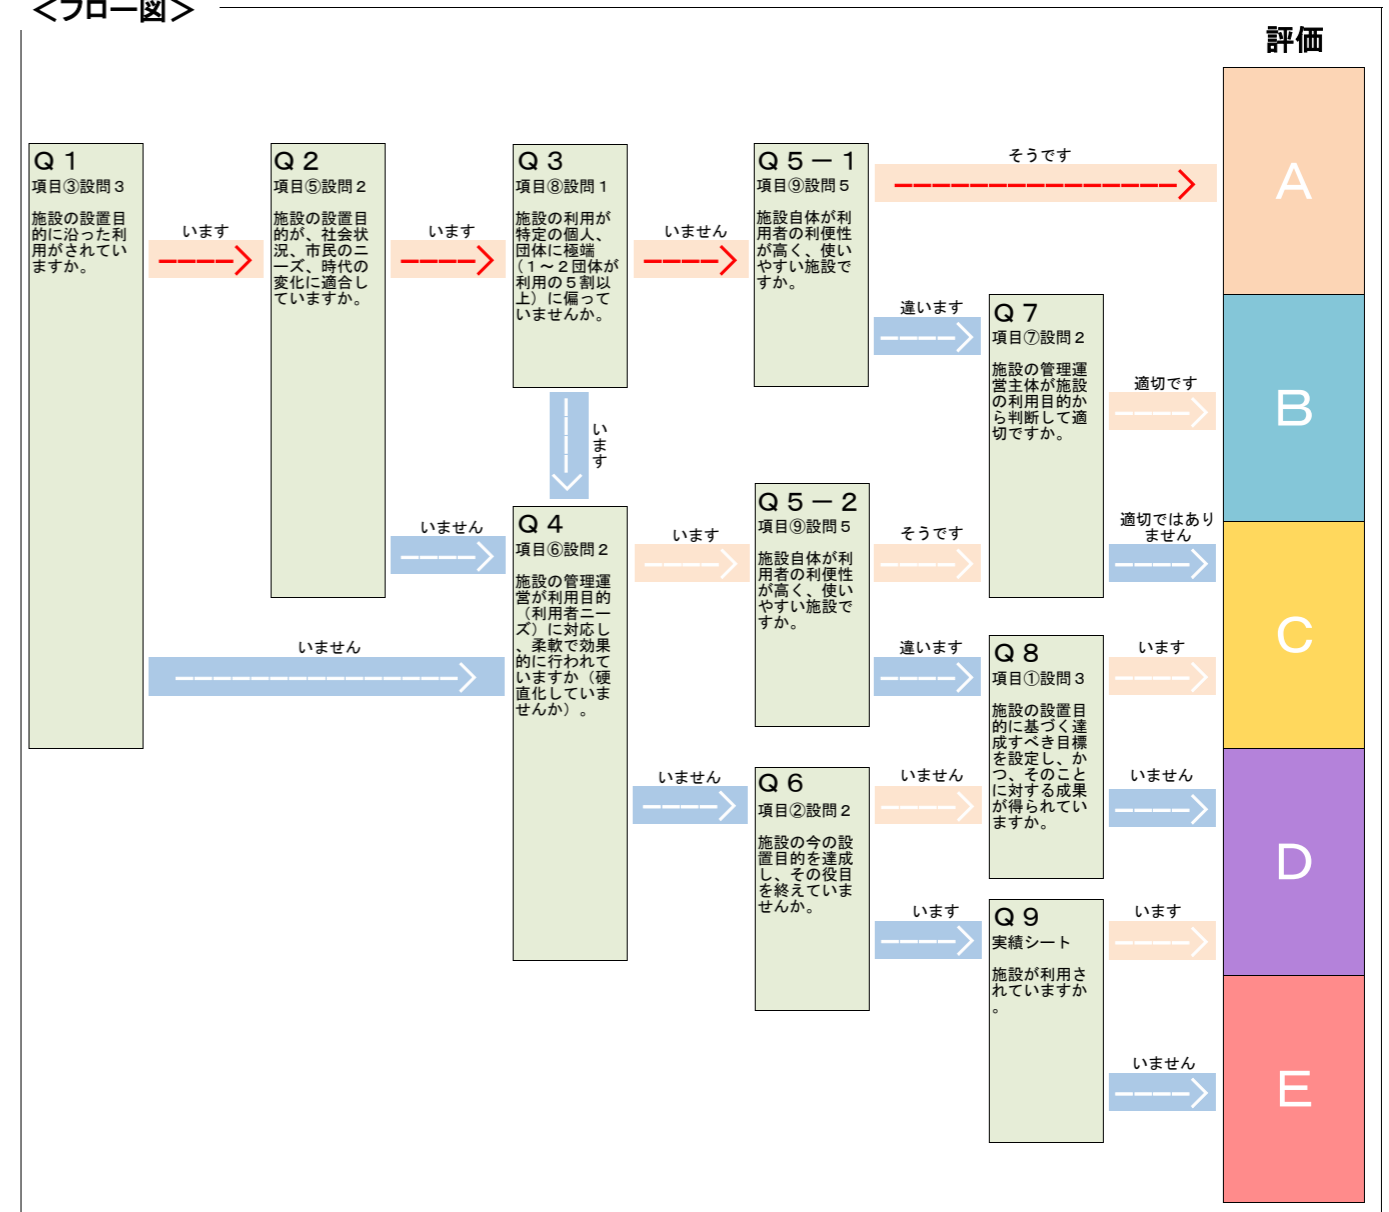 ＜フロー図＞
評価
Ｑ１
項目③設問３
施設の設置目
的に沿った利
用がされてい
ますか。
います
いません
Ｑ２
項目⑤設問２
施設の設置目
的が、社会状
況、市民のニ
ーズ、時代の
変化に適合し
ていますか。
います
いません
Ｑ３
項目⑧設問１
施設の利用が
特定の個人、
団体に極端
（１～２団体が
利用の５割以
上）に偏って
いませんか。
いません
います
Ｑ４
項目⑥設問２
施設の管理運
営が利用目的
（利用者ニー
ズ）に対応し
、柔軟で効果
的に行われて
いますか（硬
直化していま
せんか）。
います
いません
Ｑ５－１
項目⑨設問５
施設自体が利
用者の利便性
が高く、使い
やすい施設で
すか。
そうです
違います
Ｑ５－２
項目⑨設問５
施設自体が利
用者の利便性
が高く、使い
やすい施設で
すか。
そうです
違います
Ｑ６
項目②設問２
施設の今の設
置目的を達成
し、その役目
を終えていま
せんか。
いません
います
Ｑ７
項目⑦設問２
施設の管理運
営主体が施設
の利用目的か
ら判断して適
切ですか。
適切です
適切ではあり
ません
Ｑ８
項目①設問３
施設の設置目
的に基づく達
成すべき目標
を設定し、か
つ、そのこと
に対する成果
が得られてい
ますか。
います
いません
Ｑ９
実績シート
施設が利用さ
れていますか
。
います
いません
A
B
C
D
E